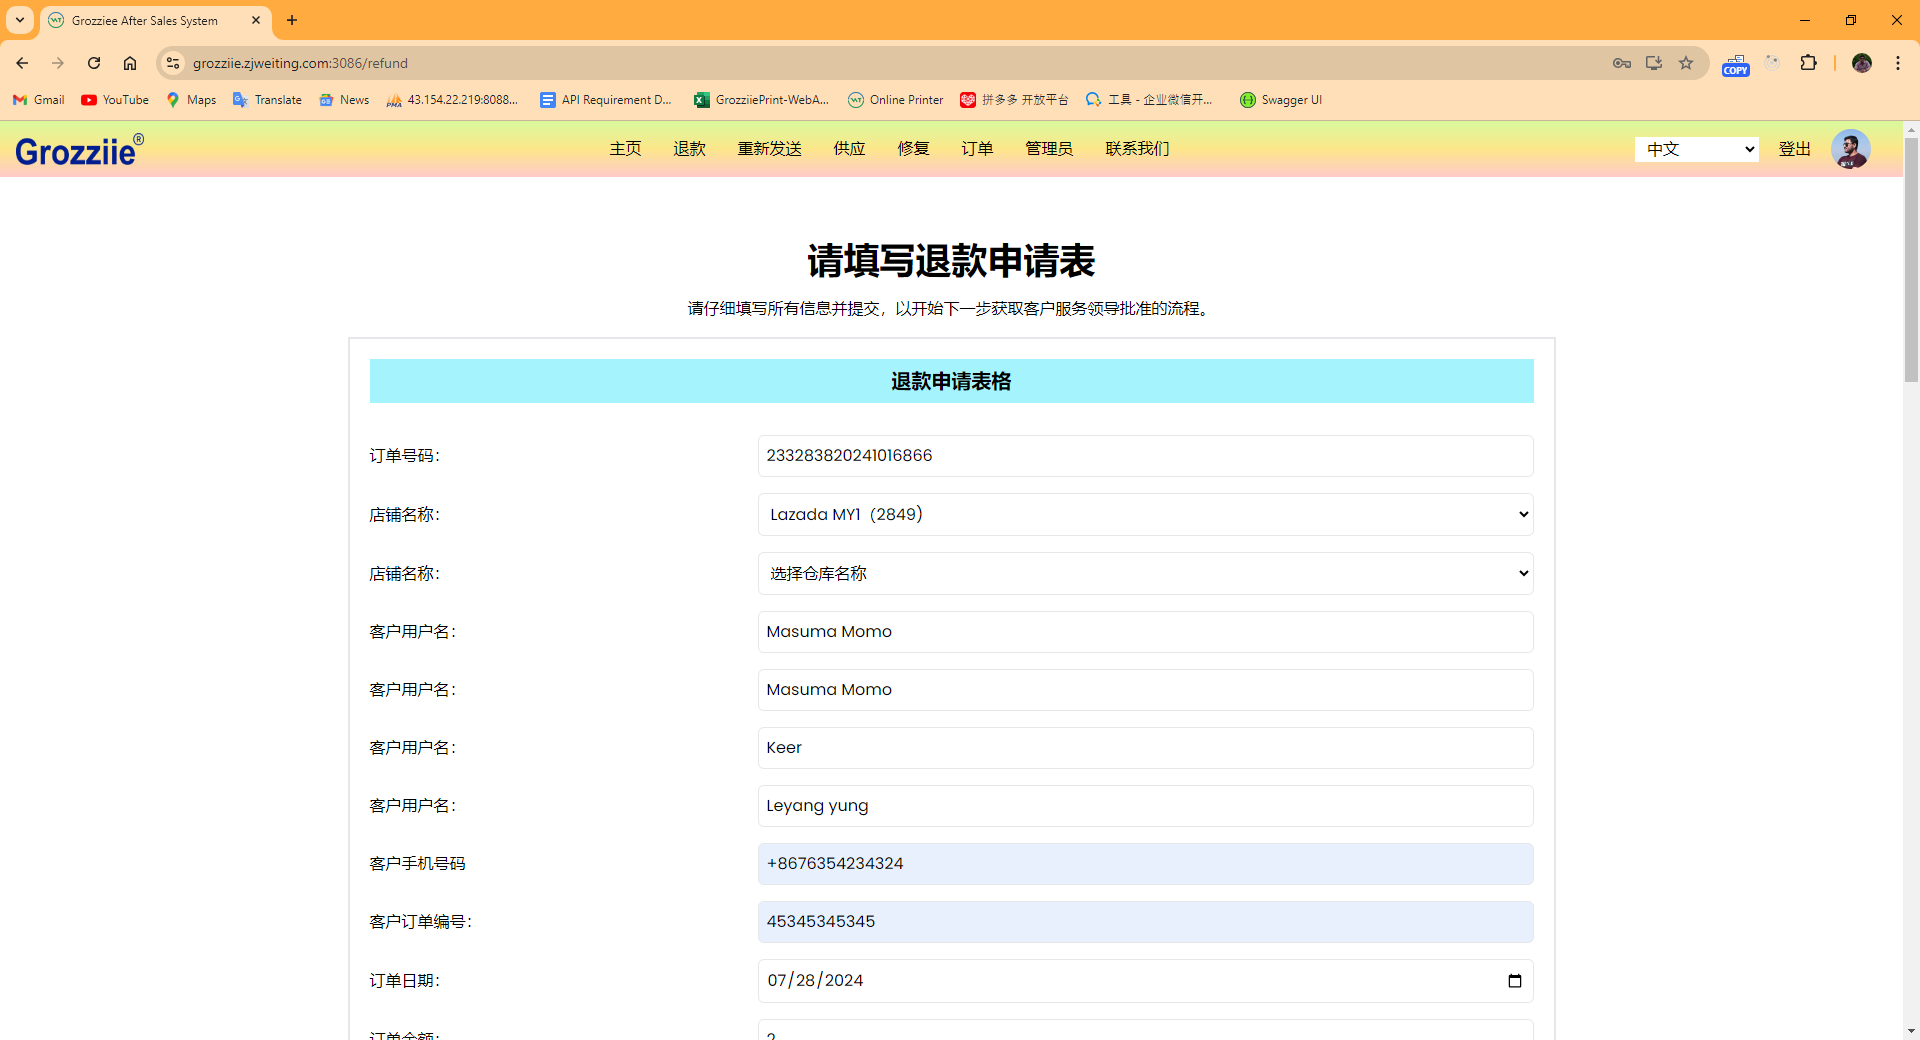 Grozziee After Sales System
grozziie.zjweiting.com:3086/refund
COPY
Gmail
YouTube
Maps
Translate
News
43.154.22.219:8088...
API Requirement D...
GrozziiePrint-WebA...
Online Printer
拼多多 开放平台
工具 - 企业微信开...
Swagger UI
Grozziie®
主页
退款
重新发送
供应
修复
订单
管理员
联系我们
中文
登出
请填写退款申请表
请仔细填写所有信息并提交，以开始下一步获取客户服务领导批准的流程。
退款申请表格
订单号码：
233283820241016866
店铺名称：
Lazada MY1（2849）
店铺名称：
选择仓库名称
客户用户名：
Masuma Momo
客户用户名：
Masuma Momo
客户用户名：
Keer
客户用户名：
Leyang yung
客户手机号码
+8676354234324
客户订单编号：
45345345345
订单日期：
07/28/2024
订单金额：
2